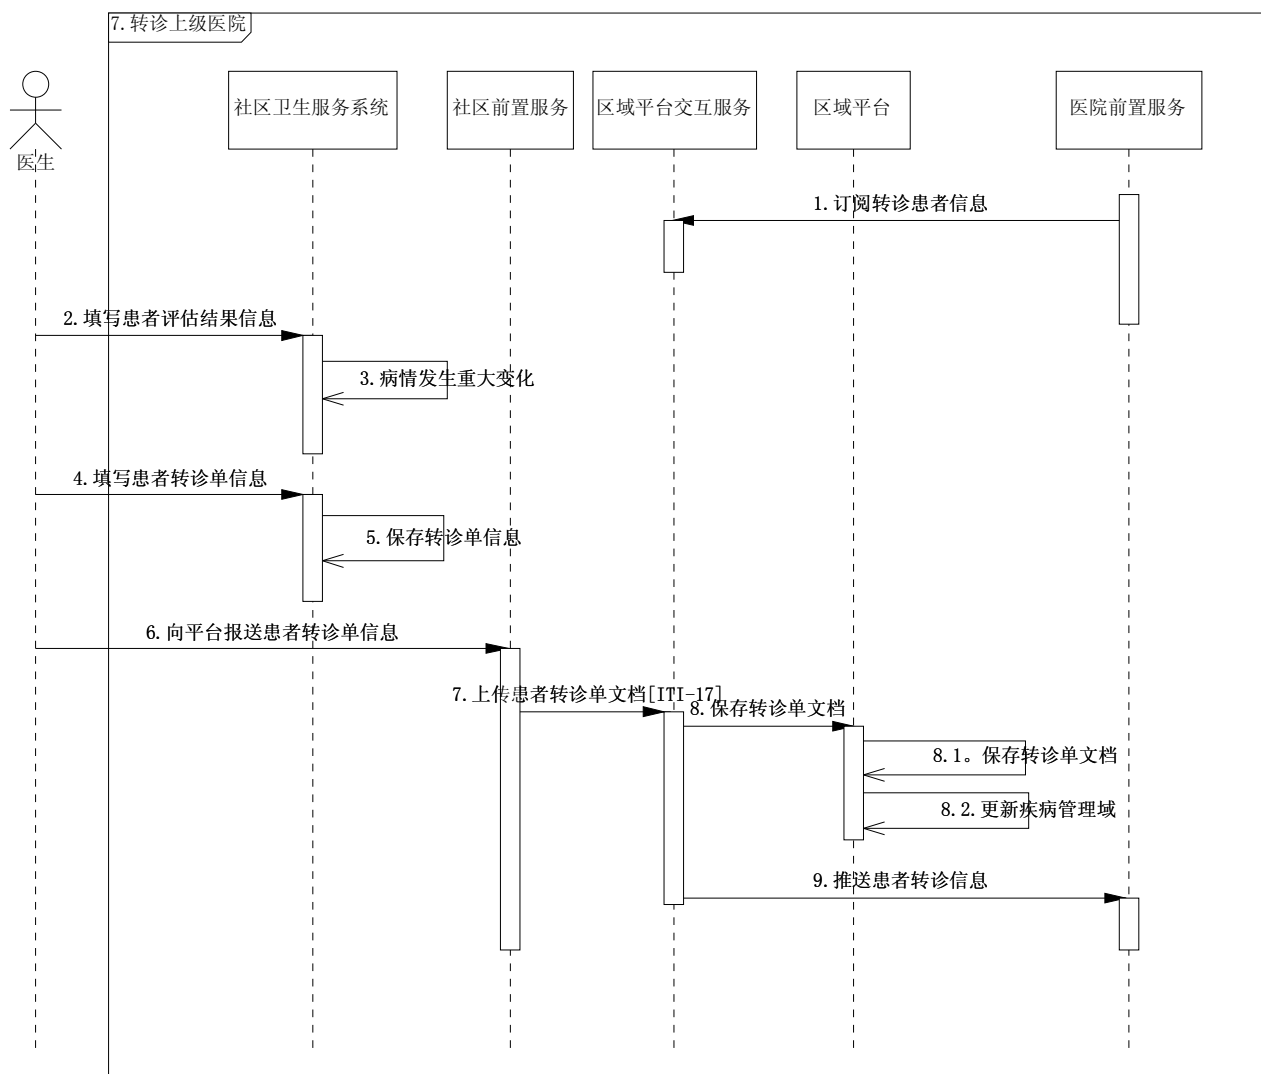 7.转诊上级医院
医生
社区卫生服务系统
社区前置服务
区域平台交互服务
区域平台
医院前置服务
1.订阅转诊患者信息
2.填写患者评估结果信息
3.病情发生重大变化
4.填写患者转诊单信息
5.保存转诊单信息
6.向平台报送患者转诊单信息
7.上传患者转诊单文档[ITI-17]
8.保存转诊单文档
8.1。保存转诊单文档
8.2.更新疾病管理域
9.推送患者转诊信息